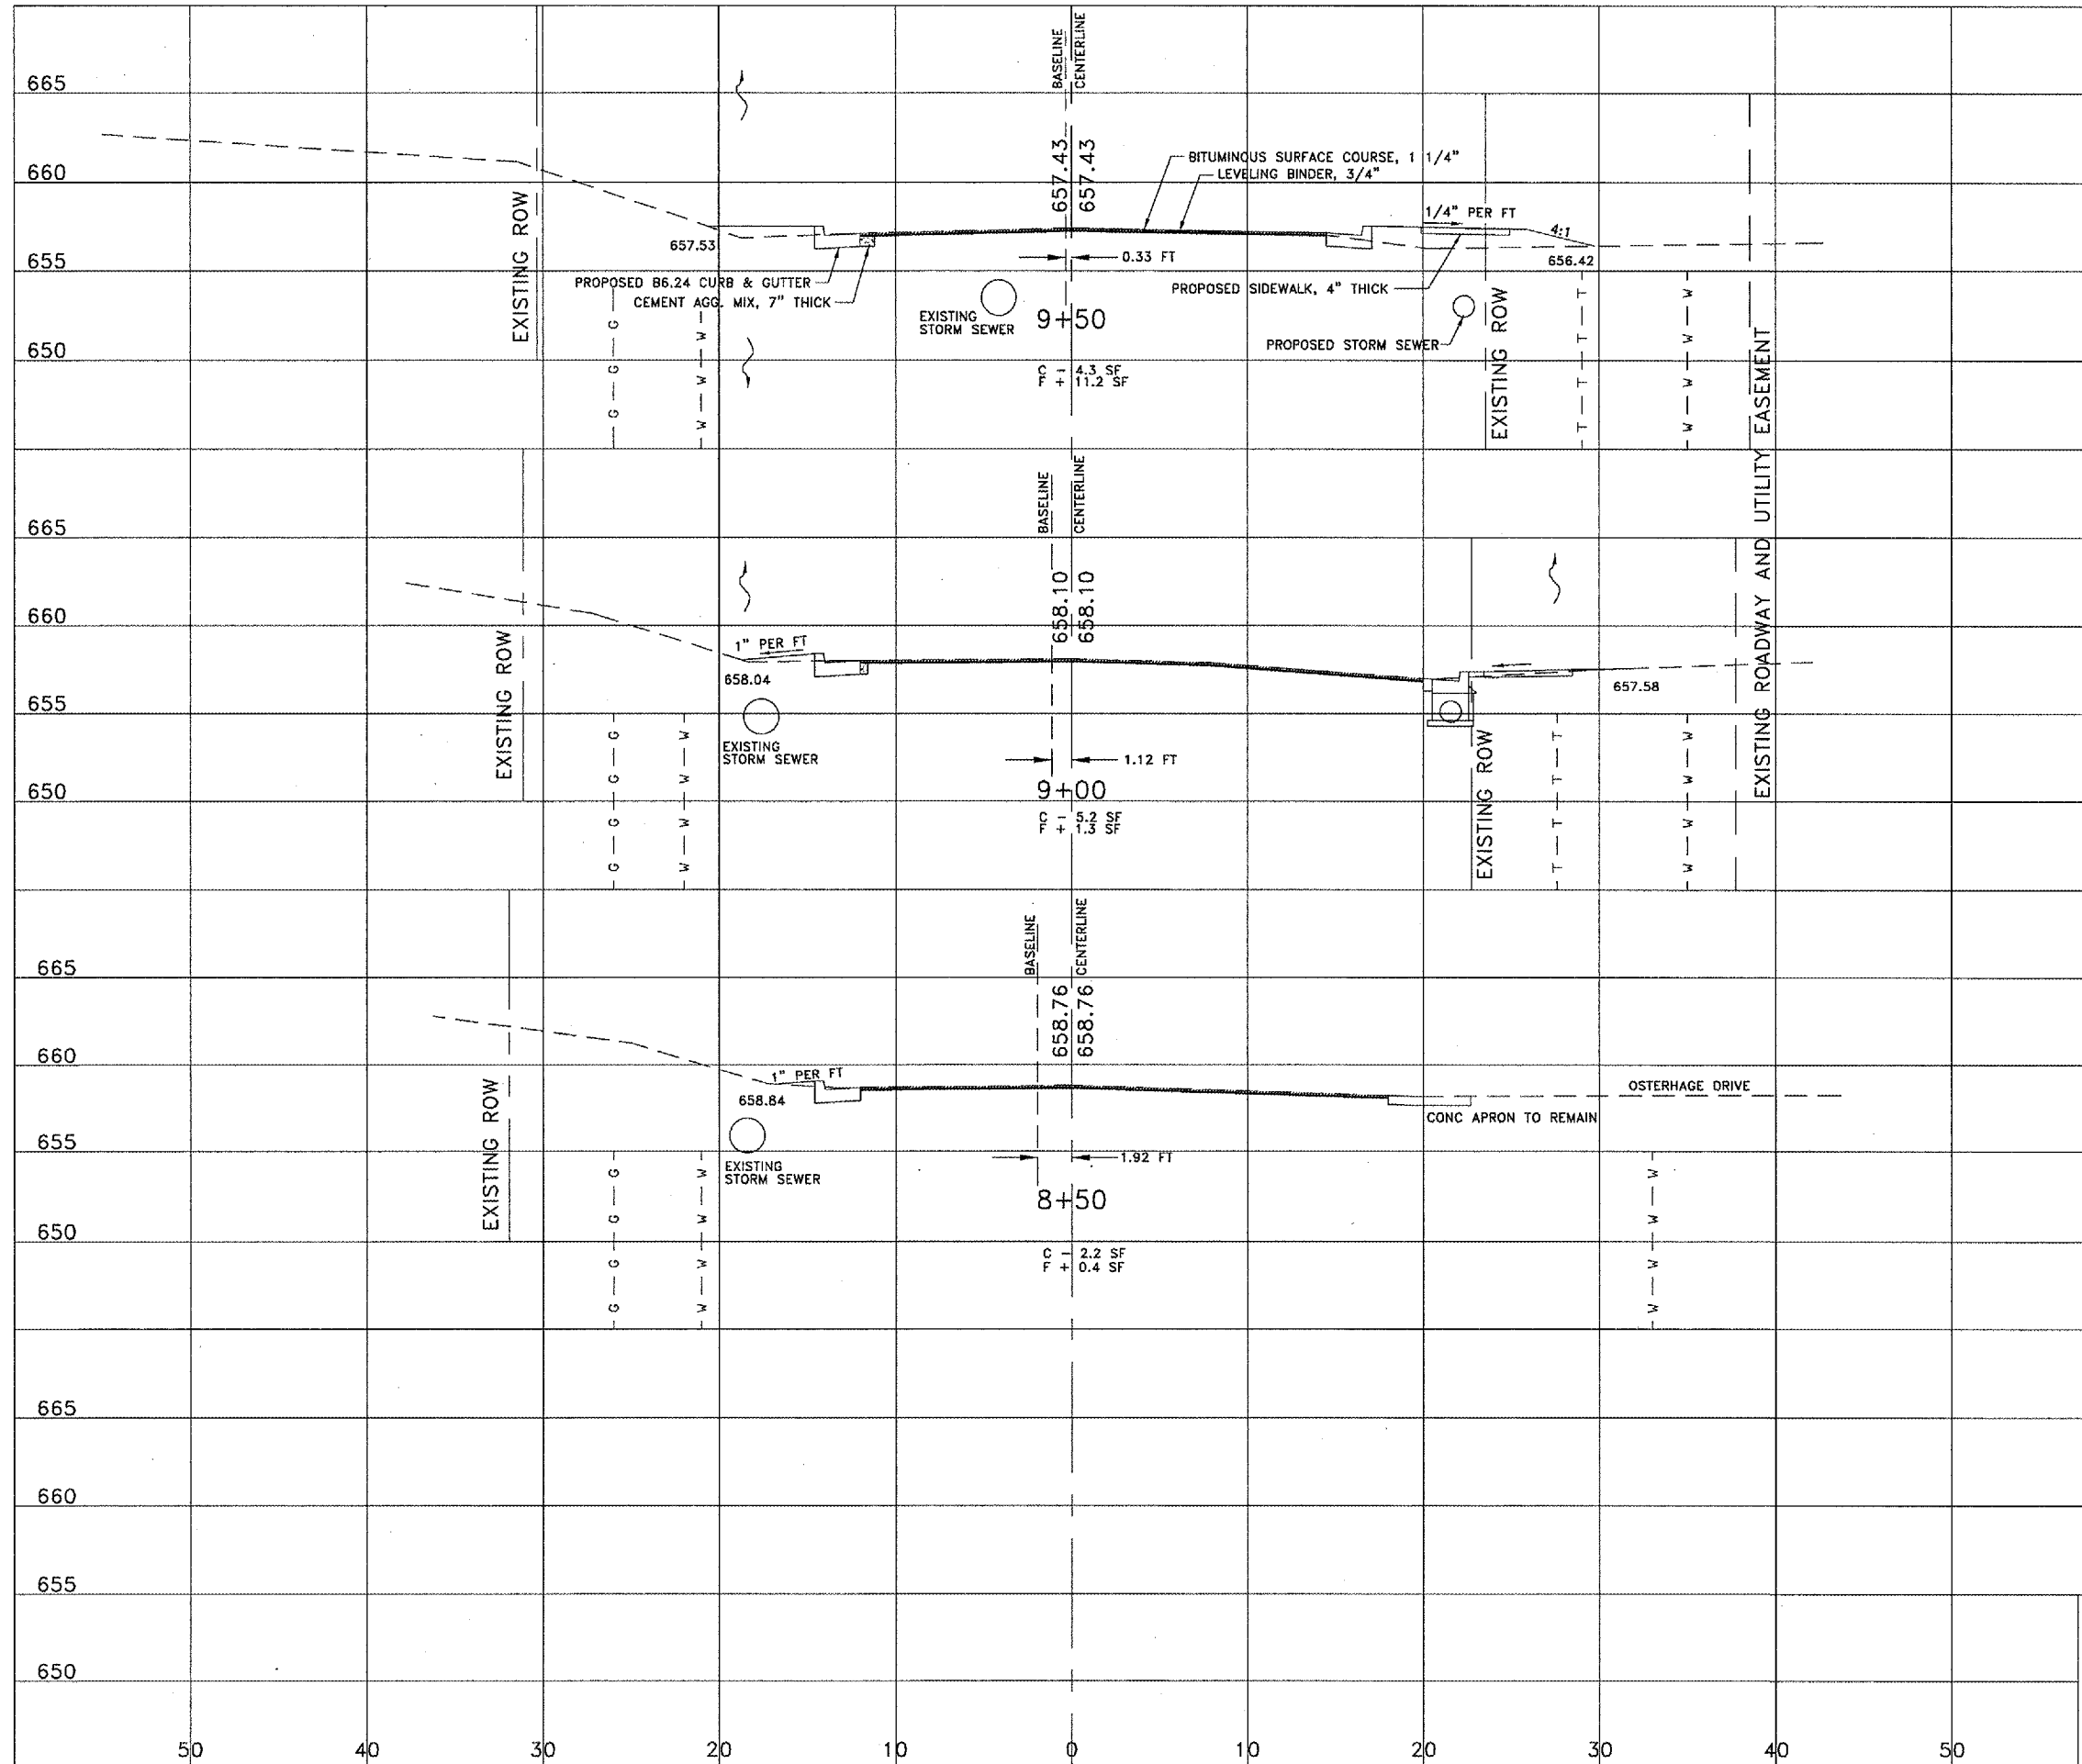 BASELINE
CENTERLINE
665
657.43
657.43
BITUMINOUS SURFACE COURSE, 1 1/4"
LEVELING BINDER, 3/4"
660
EXISTING ROW
1/4" PER FT
4:1
657.53
656.42
655
0.33 FT
PROPOSED B6.24 CURB & GUTTER
CEMENT AGG. MIX, 7" THICK
PROPOSED SIDEWALK, 4" THICK
EXISTING
STORM SEWER
9+50
PROPOSED STORM SEWER
EXISTING ROW
650
C - 4.3 SF
F + 11.2 SF
G G G
W W W
T T T T
W W W W
EXISTING ROADWAY AND UTILITY EASEMENT
BASELINE
CENTERLINE
665
658.10
658.10
660
EXISTING ROW
1" PER FT
658.04
657.58
655
EXISTING
STORM SEWER
1.12 FT
9+00
650
C - 5.2 SF
F + 1.3 SF
EXISTING ROW
G G G G
W W W W
T T T T
W W W W
BASELINE
CENTERLINE
665
658.76
658.76
660
EXISTING ROW
1" PER FT
658.84
OSTERHAGE DRIVE
CONC APRON TO REMAIN
655
EXISTING
STORM SEWER
1.92 FT
8+50
650
C - 2.2 SF
F + 0.4 SF
G G G G
W W W W
W W W W
665
660
655
650
50 40 30 20 10 0 10 20 30 40 50